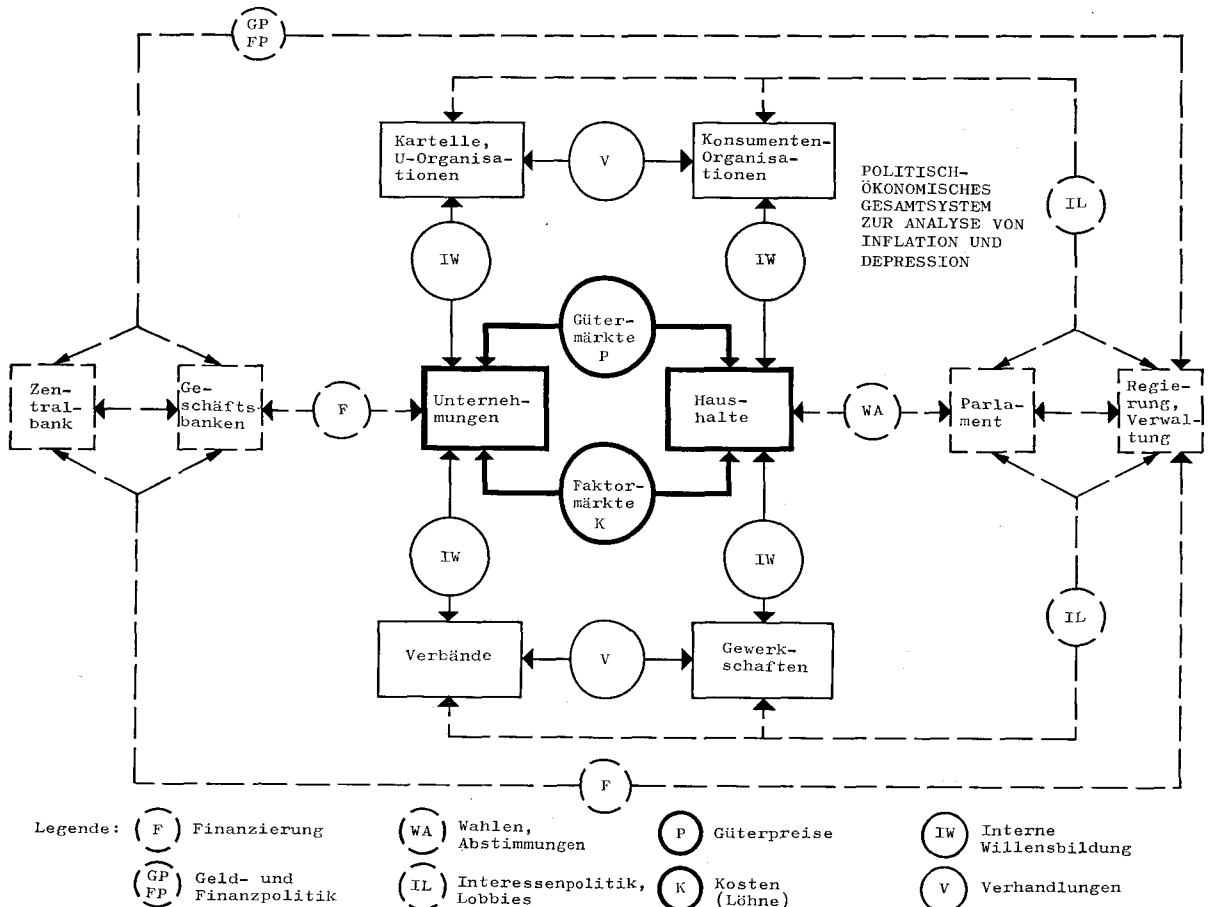 GP
FP
Kartelle,
U-Organisa-
tionen
V
Konsumenten-
Organisa-
tionen
POLITISCH-
ÖKONOMISCHES
GESAMTSYSTEM
ZUR ANALYSE VON
INFLATION UND
DEPRESSION
IL
IW
IW
Güter-
märkte
P
Zen-
tral-
bank
Ge-
schäfts-
banken
F
Unterneh-
mungen
Haus-
halte
WA
Parla-
ment
Regie-
rung,
Verwal-
tung
Faktor-
märkte
K
IW
IW
IL
Verbände
V
Gewerk-
schaften
F
Legende:
F Finanzierung
WA Wahlen,
Abstimmungen
P Güterpreise
IW Interne
Willensbildung
GP
FP
Geld- und
Finanzpolitik
IL Interessenpolitik,
Lobbies
K Kosten
(Löhne)
V Verhandlungen